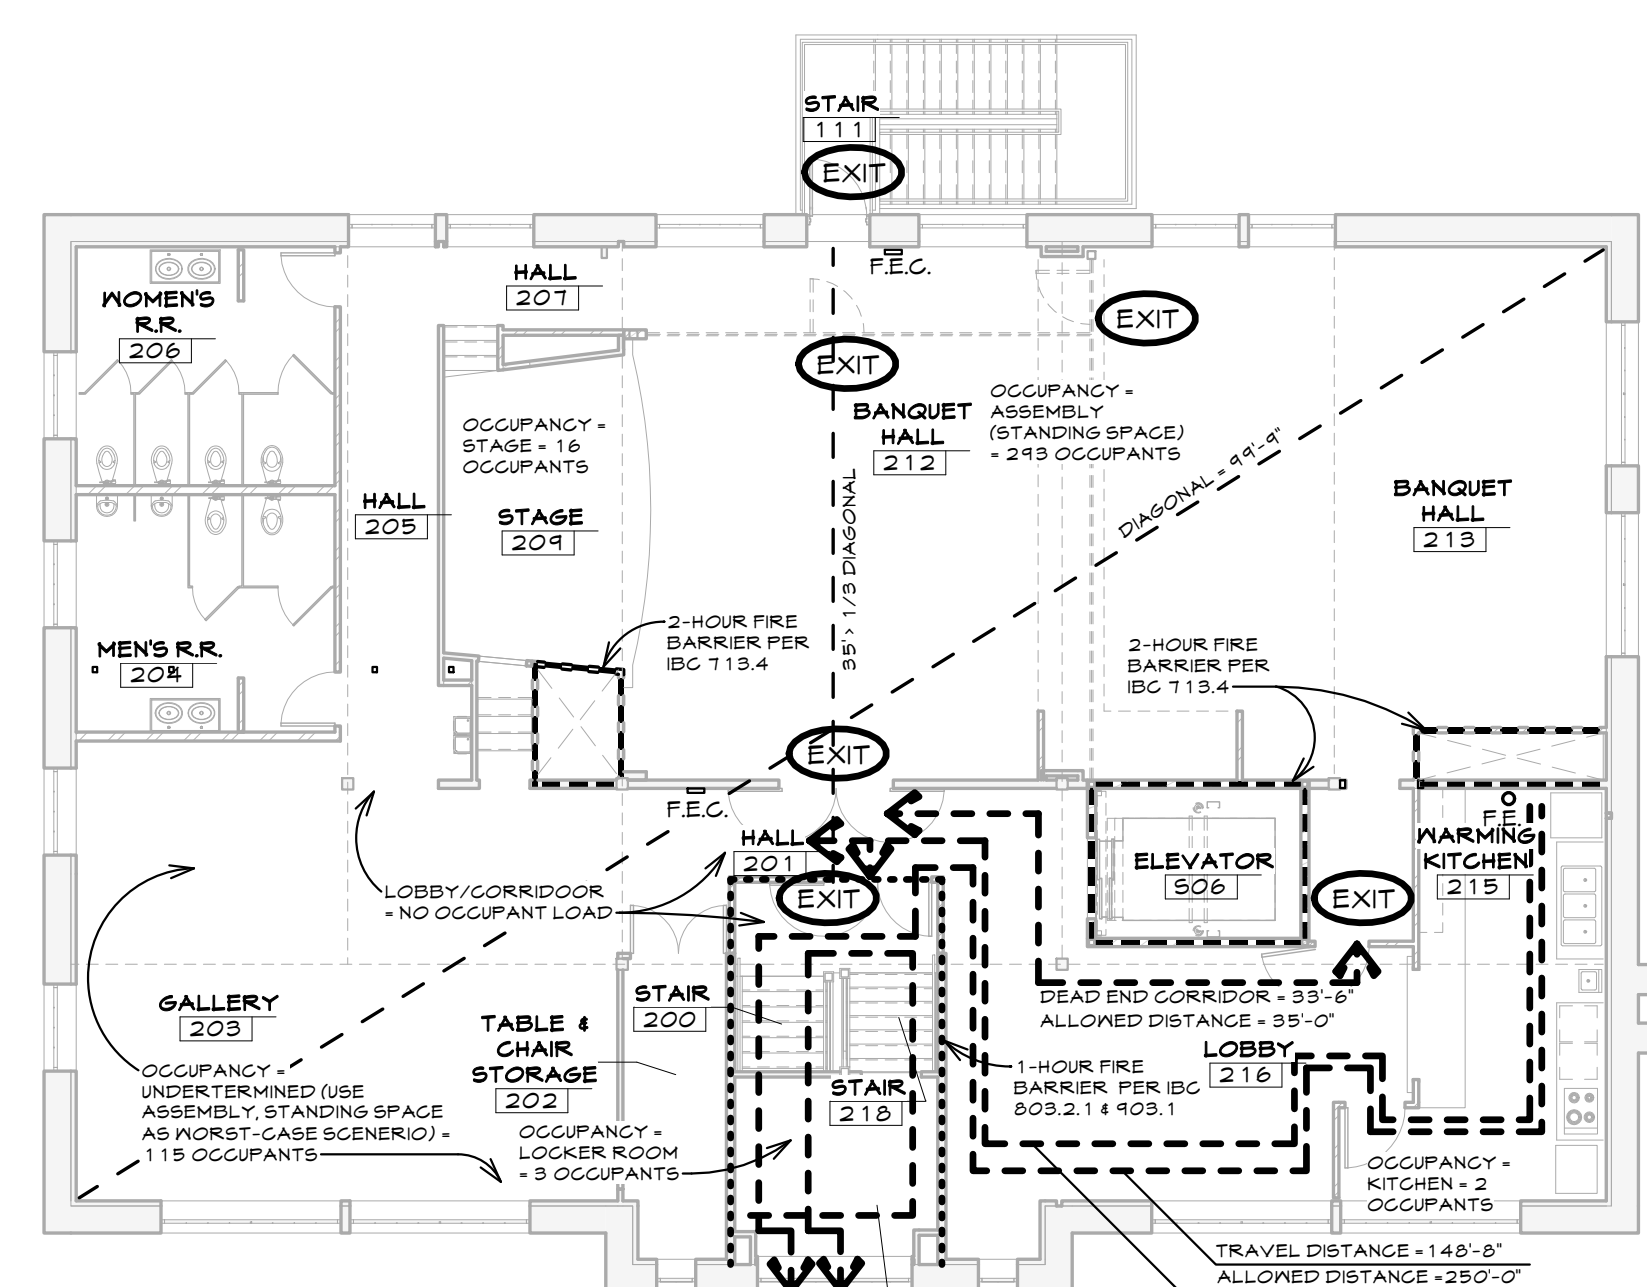 STAIR
111
EXIT
F.E.C.
HALL
207
WOMEN'S
R.R.
206
EXIT
EXIT
OCCUPANCY =
ASSEMBLY
(STANDING SPACE)
= 293 OCCUPANTS
BANQUET
HALL
212
OCCUPANCY =
STAGE = 16
OCCUPANTS
DIAGONAL = 99'-9"
35'> 1/3 DIAGONAL
HALL
205
STAGE
209
BANQUET
HALL
213
2-HOUR FIRE
BARRIER PER
IBC 713.4
MEN'S R.R.
204
2-HOUR FIRE
BARRIER PER
IBC 713.4
EXIT
F.E.C.
HALL
201
F.E.
WARMING
KITCHEN
215
ELEVATOR
S06
EXIT
EXIT
LOBBY/CORRIDOOR
= NO OCCUPANT LOAD
GALLERY
203
STAIR
200
DEAD END CORRIDOR = 33'-6"
ALLOWED DISTANCE = 35'-0"
TABLE &
CHAIR
STORAGE
202
LOBBY
216
1-HOUR FIRE
BARRIER PER IBC
803.2.1 & 903.1
STAIR
218
OCCUPANCY =
UNDERTERMINED (USE
ASSEMBLY, STANDING SPACE
AS WORST-CASE SCENERIO) =
115 OCCUPANTS
OCCUPANCY =
LOCKER ROOM
= 3 OCCUPANTS
OCCUPANCY =
KITCHEN = 2
OCCUPANTS
TRAVEL DISTANCE = 148'-8"
ALLOWED DISTANCE = 250'-0"